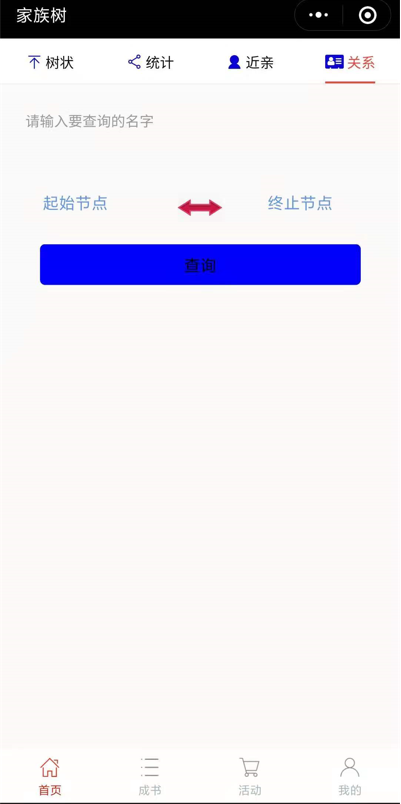 家族树
树状 统计 近亲 关系
请输入要查询的名字
起始节点 终止节点
查询
首页 成书 活动 我的